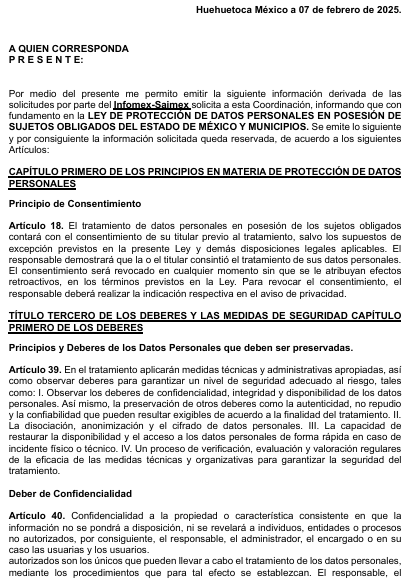 Huehuetoca México a 07 de febrero de 2025.
A QUIEN CORRESPONDA
P R E S E N T E:
Por medio del presente me permito emitir la siguiente información derivada de las
solicitudes por parte del Infomex-Saimex solicita a esta Coordinación, informando que con
fundamento en la LEY DE PROTECCIÓN DE DATOS PERSONALES EN POSESIÓN DE
SUJETOS OBLIGADOS DEL ESTADO DE MÉXICO Y MUNICIPIOS. Se emite lo siguiente
y por consiguiente la información solicitada queda reservada, de acuerdo a los siguientes
Artículos:
CAPÍTULO PRIMERO DE LOS PRINCIPIOS EN MATERIA DE PROTECCIÓN DE DATOS
PERSONALES
Principio de Consentimiento
Artículo 18. El tratamiento de datos personales en posesión de los sujetos obligados
contará con el consentimiento de su titular previo al tratamiento, salvo los supuestos de
excepción previstos en la presente Ley y demás disposiciones legales aplicables. El
responsable demostrará que la o el titular consintió el tratamiento de sus datos personales.
El consentimiento será revocado en cualquier momento sin que se le atribuyan efectos
retroactivos, en los términos previstos en la Ley. Para revocar el consentimiento, el
responsable deberá realizar la indicación respectiva en el aviso de privacidad.
TÍTULO TERCERO DE LOS DEBERES Y LAS MEDIDAS DE SEGURIDAD CAPÍTULO
PRIMERO DE LOS DEBERES
Principios y Deberes de los Datos Personales que deben ser preservadas.
Artículo 39. En el tratamiento aplicarán medidas técnicas y administrativas apropiadas, así
como observar deberes para garantizar un nivel de seguridad adecuado al riesgo, tales
como: I. Observar los deberes de confidencialidad, integridad y disponibilidad de los datos
personales. Así mismo, la preservación de otros deberes como la autenticidad, no repudio
y la confiabilidad que pueden resultar exigibles de acuerdo a la finalidad del tratamiento. II.
La disociación, anonimización y el cifrado de datos personales. III. La capacidad de
restaurar la disponibilidad y el acceso a los datos personales de forma rápida en caso de
incidente físico o técnico. IV. Un proceso de verificación, evaluación y valoración regulares
de la eficacia de las medidas técnicas y organizativas para garantizar la seguridad del
tratamiento.
Deber de Confidencialidad
Artículo 40. Confidencialidad a la propiedad o característica consistente en que la
información no se pondrá a disposición, ni se revelará a individuos, entidades o procesos
no autorizados, por consiguiente, el responsable, el administrador, el encargado o en su
caso las usuarias y los usuarios.
autorizados son los únicos que pueden llevar a cabo el tratamiento de los datos personales,
mediante los procedimientos que para tal efecto se establezcan. El responsable, el